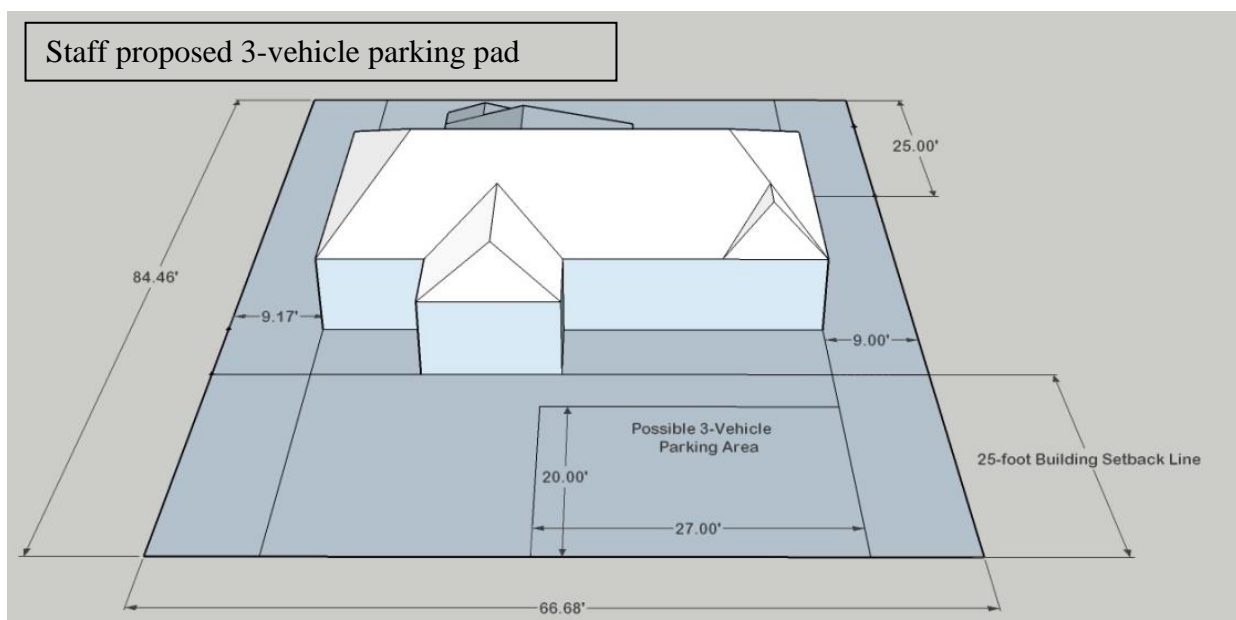 Staff proposed 3-vehicle parking pad
25.00'
84.46'
9.17'
9.00'
Possible 3-Vehicle
Parking Area
25-foot Building Setback Line
20.00'
27.00'
66.68'